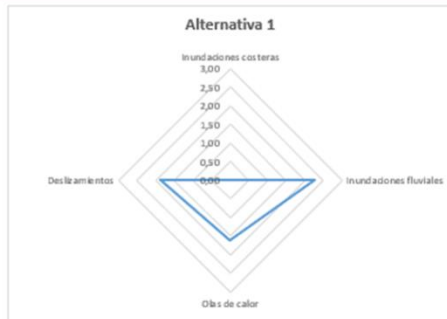 Alternativa 1
Inundaciones costeras
3,00
2,50
2,00
1,50
1,00
0,50
Deslizamientos
0,00
Inundaciones fluviales
Olas de calor